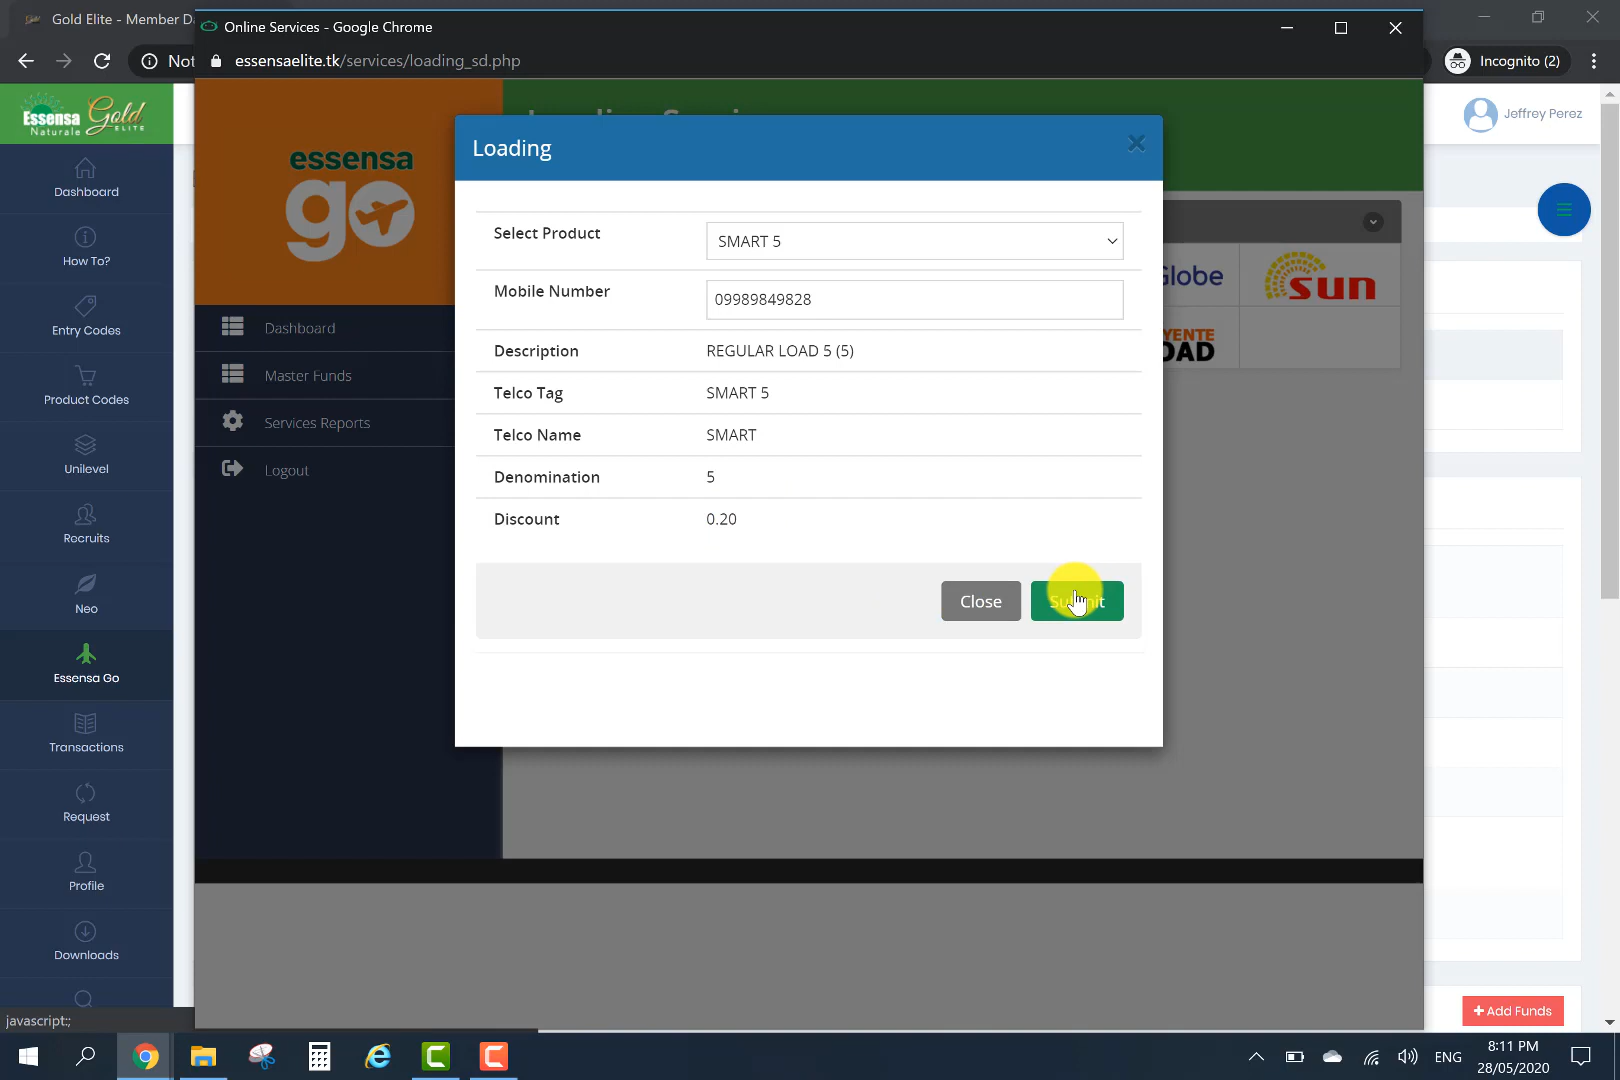 Gold Elite - Member Da
Online Services - Google Chrome
Not
essensaelite.tk/services/loading_sd.php
Incognito (2)
Essensa Gold
Naturale ELITE
Jeffrey Perez
Dashboard
How To?
Entry Codes
Product Codes
Unilevel
Recruits
Neo
Essensa Go
Transactions
Request
Profile
Downloads
javascript:;
essensa
go
Dashboard
Master Funds
Services Reports
Logout
Loading
Select Product
SMART 5
Mobile Number
09989849828
Description
REGULAR LOAD 5 (5)
Telco Tag
SMART 5
Telco Name
SMART
Denomination
5
Discount
0.20
Close
Submit
Globe
sun
YENTE
OAD
+ Add Funds
ENG
8:11 PM
28/05/2020